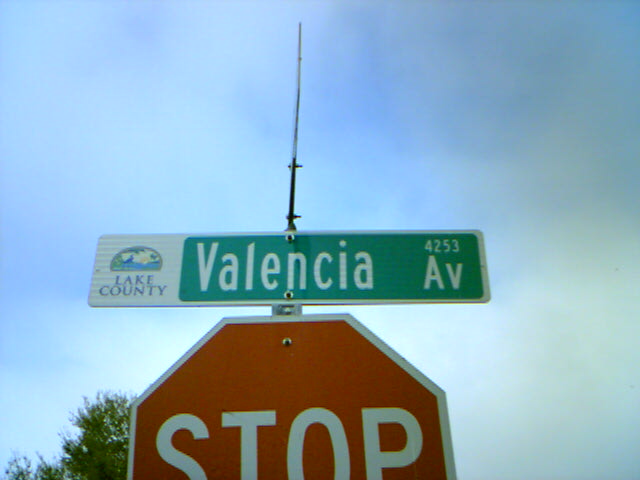 LAKE
COUNTY
Valencia
4253
Av
STOP